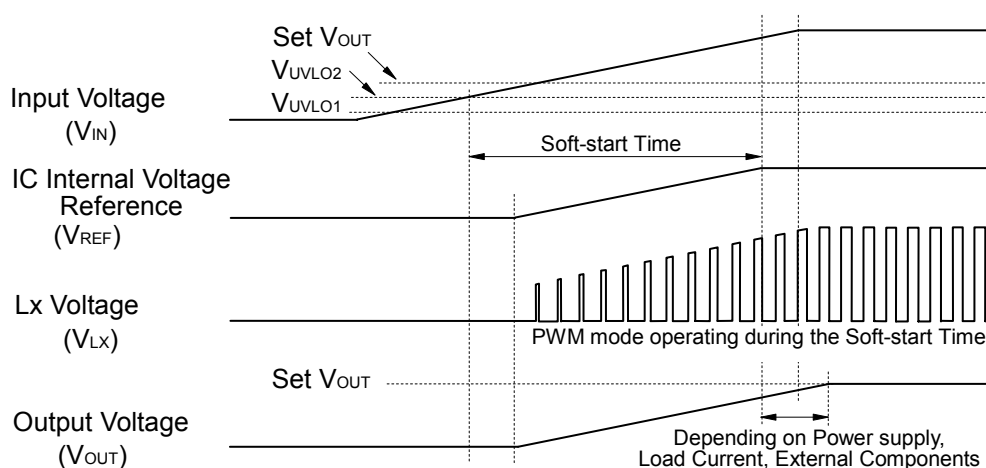 Set VOUT
VUVLO2
VUVLO1
Input Voltage
(VIN)
Soft-start Time
IC Internal Voltage
Reference
(VREF)
Lx Voltage
(VLX)
PWM mode operating during the Soft-start Time
Set VOUT
Output Voltage
(VOUT)
Depending on Power supply,
Load Current, External Components